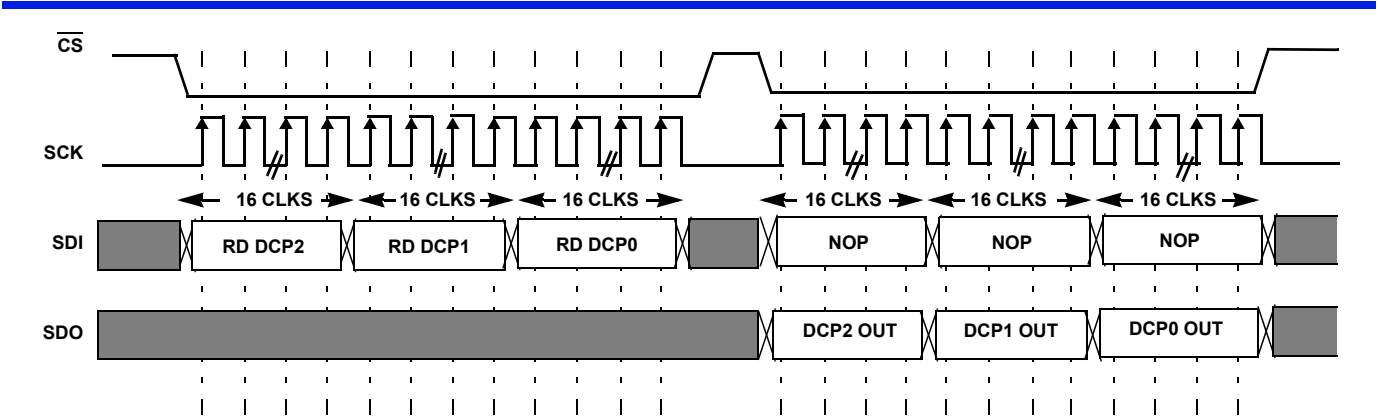 CS
SCK
16 CLKS 16 CLKS 16 CLKS 16 CLKS 16 CLKS 16 CLKS
SDI RD DCP2 RD DCP1 RD DCP0 NOP NOP NOP
SDO DCP2 OUT DCP1 OUT DCP0 OUT